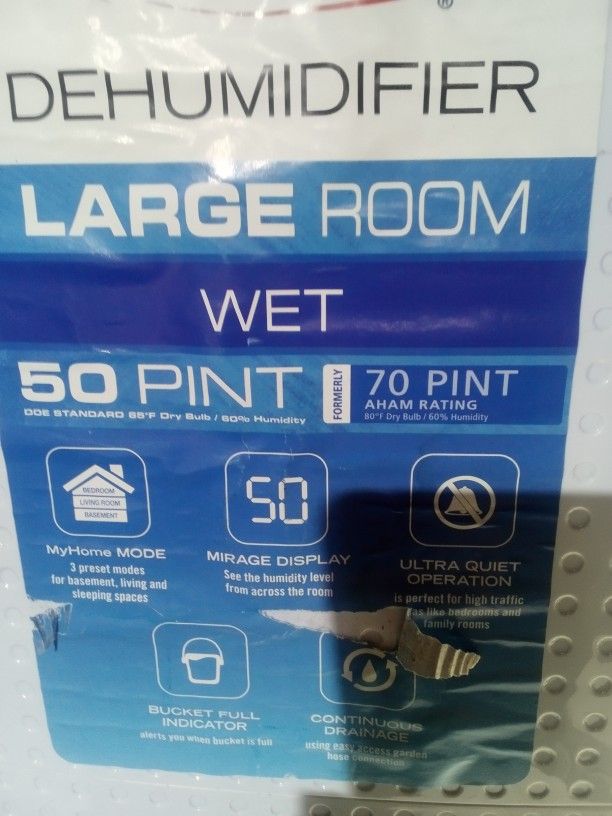 ®
DEHUMIDIFIER
LARGE ROOM
WET
50 PINT
DOE STANDARD 65°F Dry Bulb / 60% Humidity
FORMERLY
70 PINT
AHAM RATING
80°F Dry Bulb / 60% Humidity
BEDROOM
LIVING ROOM
BASEMENT
MyHome MODE
3 preset modes
for basement, living and
sleeping spaces
50
MIRAGE DISPLAY
See the humidity level
from across the room
ULTRA QUIET
OPERATION
is perfect for high traffic
as like bedrooms and
family rooms
BUCKET FULL
INDICATOR
alerts you when bucket is full
CONTINUOUS
DRAINAGE
using easy access garden
hose connection